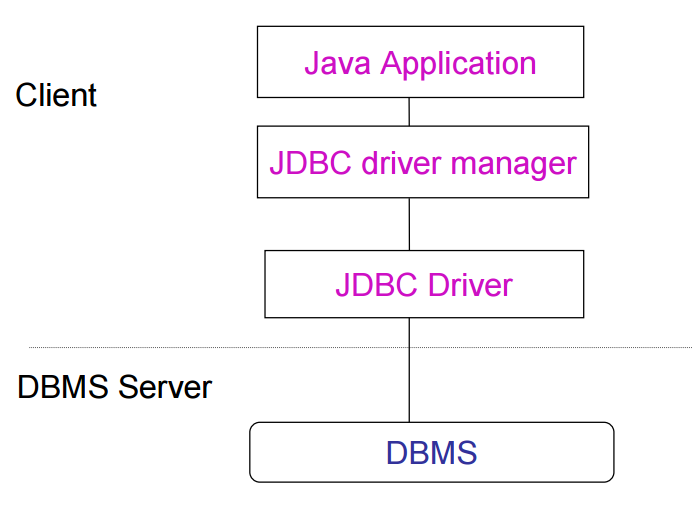 Java Application
Client
JDBC driver manager
JDBC Driver
DBMS Server
DBMS